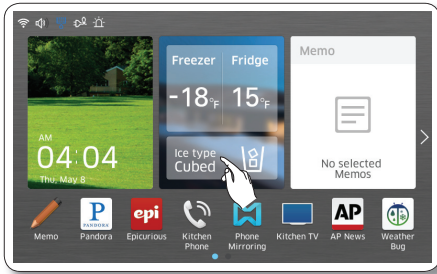 Freezer Fridge
-18°F 15°F
Ice type
Cubed
AM
04:04
Thu, May 8
Memo
No selected
Memos
P
PANDORA
epi
AP
Memo
Pandora
Epicurious
Kitchen
Phone
Phone
Mirroring
Kitchen TV
AP News
Weather
Bug